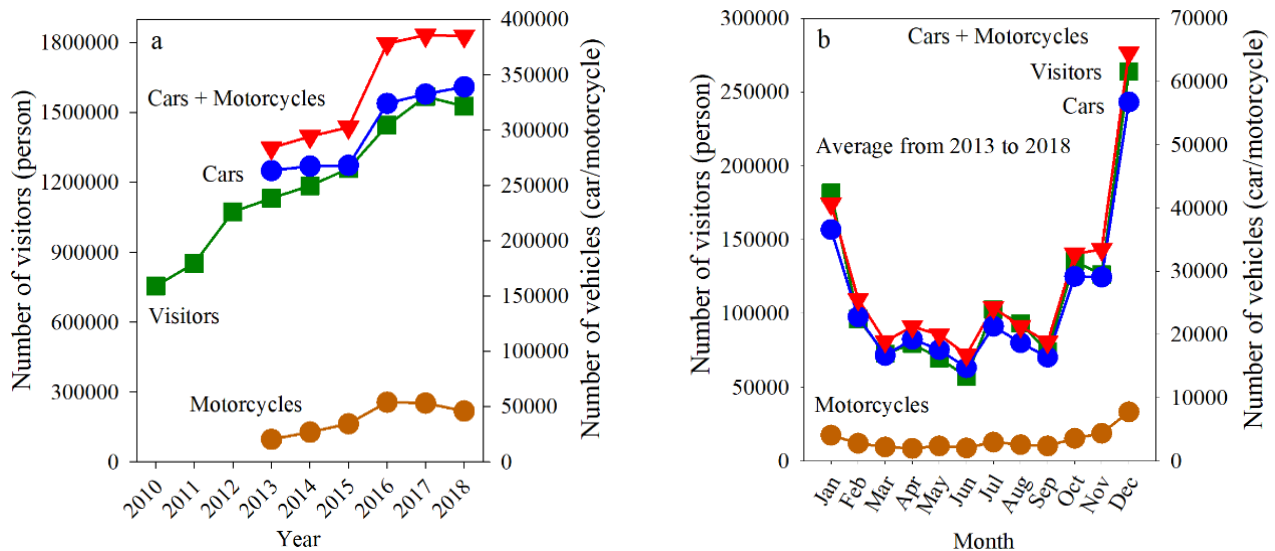 a
Number of visitors (person)
1800000
1500000
1200000
900000
600000
300000
0
Cars + Motorcycles
Cars
Visitors
Motorcycles
400000
350000
300000
250000
200000
150000
100000
50000
0
Number of vehicles (car/motorcycle)
2010 2011 2012 2013 2014 2015 2016 2017 2018
Year
b
Number of visitors (person)
300000
250000
200000
150000
100000
50000
0
Cars + Motorcycles
Visitors
Cars
Average from 2013 to 2018
Motorcycles
70000
60000
50000
40000
30000
20000
10000
0
Number of vehicles (car/motorcycle)
Jan Feb Mar Apr May Jun Jul Aug Sep Oct Nov Dec
Month